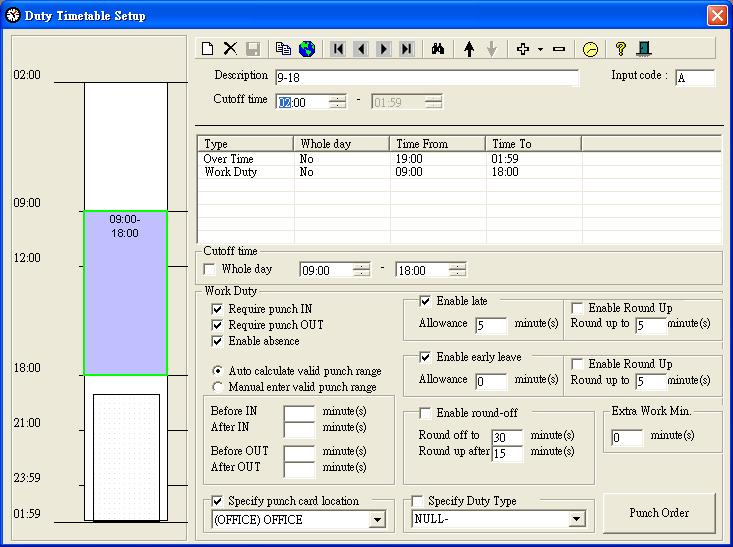 Duty Timetable Setup
02:00
09:00
12:00
18:00
21:00
23:59
01:59
09:00-
18:00
Description 9-18 Input code : A
Cutoff time 02:00 - 01:59
Type Whole day Time From Time To
Over Time No 19:00 01:59
Work Duty No 09:00 18:00
Cutoff time
Whole day 09:00 - 18:00
Work Duty
Require punch IN
Require punch OUT
Enable absence
Auto calculate valid punch range
Manual enter valid punch range
Before IN minute(s)
After IN minute(s)
Before OUT minute(s)
After OUT minute(s)
Specify punch card location
(OFFICE) OFFICE
Enable late
Allowance 5 minute(s)
Enable Round Up
Round up to 5 minute(s)
Enable early leave
Allowance 0 minute(s)
Enable Round Up
Round up to 5 minute(s)
Enable round-off
Round off to 30 minute(s)
Round up after 15 minute(s)
Extra Work Min.
0 minute(s)
Specify Duty Type
NULL-
Punch Order